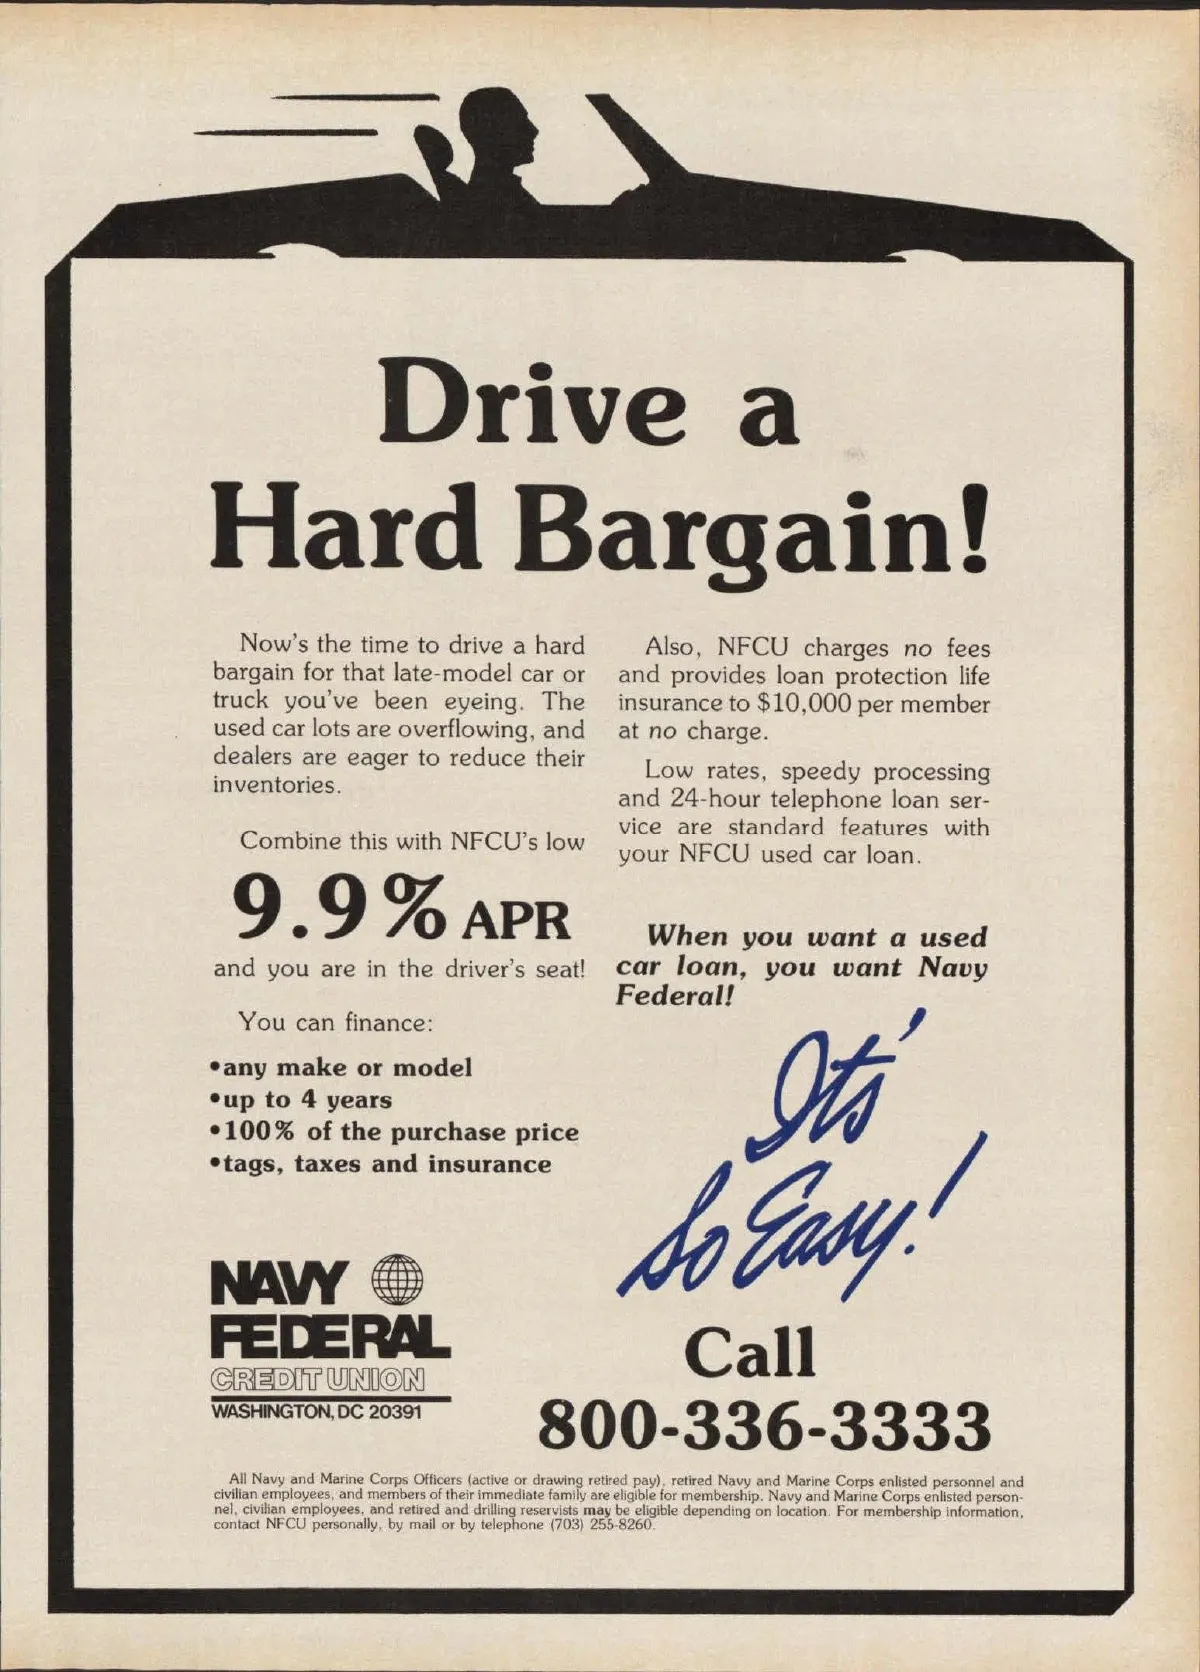 Drive a
Hard Bargain!
Now's the time to drive a hard
bargain for that late-model car or
truck you've been eyeing. The
used car lots are overflowing, and
dealers are eager to reduce their
inventories.
Combine this with NFCU's low
9.9% APR
and you are in the driver's seat!
You can finance:
•any make or model
•up to 4 years
•100% of the purchase price
•tags, taxes and insurance
Also, NFCU charges no fees
and provides loan protection life
insurance to $10,000 per member
at no charge.
Low rates, speedy processing
and 24-hour telephone loan ser-
vice are standard features with
your NFCU used car loan.
When you want a used
car loan, you want Navy
Federal!
It's
So Easy!
NAVY
FEDERAL
CREDIT UNION
WASHINGTON, DC 20391
Call
800-336-3333
All Navy and Marine Corps Officers (active or drawing retired pay), retired Navy and Marine Corps enlisted personnel and
civilian employees, and members of their immediate family are eligible for membership. Navy and Marine Corps enlisted person-
nel, civilian employees, and retired and drilling reservists may be eligible depending on location. For membership information,
contact NFCU personally, by mail or by telephone (703) 255-8260.